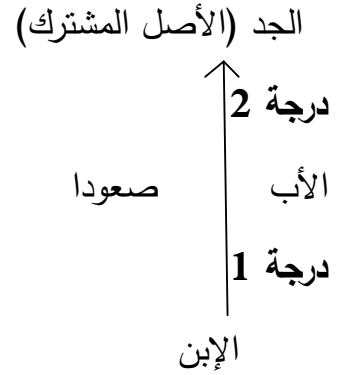 الجد (الأصل المشترك)
درجة 2
الأب صعودا
درجة 1
الإبن